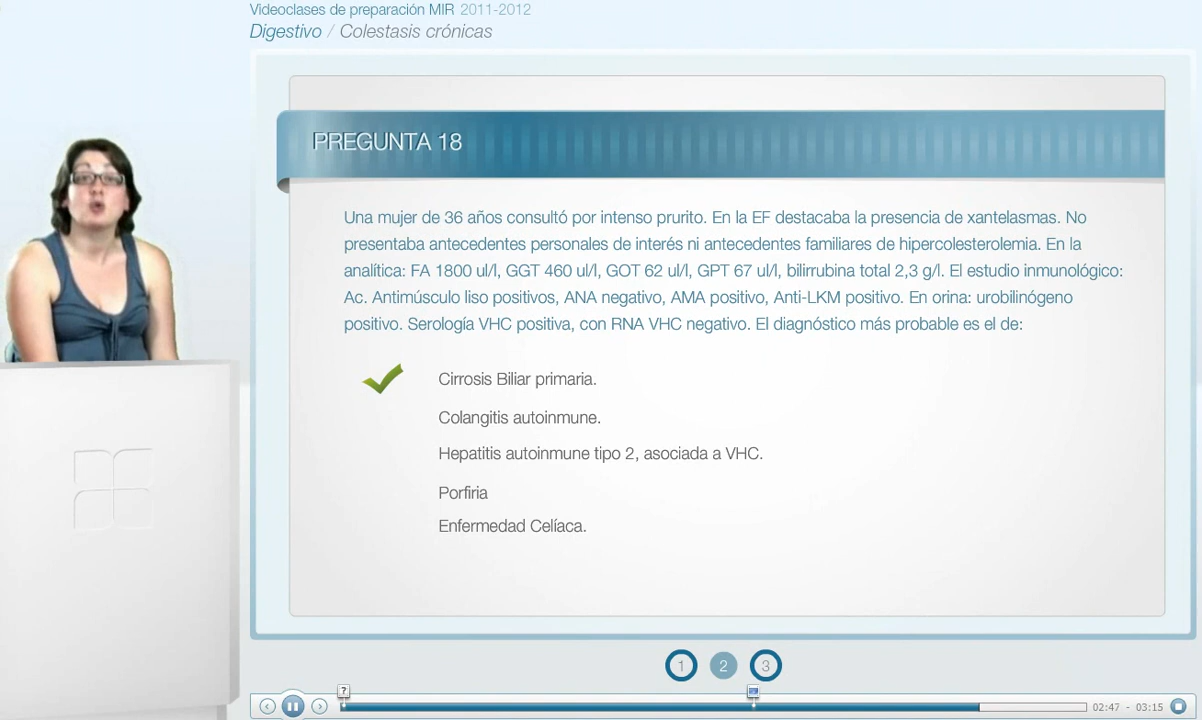 Videoclases de preparación MIR 2011-2012
Digestivo / Colestasis crónicas
PREGUNTA 18
Una mujer de 36 años consultó por intenso prurito. En la EF destacaba la presencia de xantelasmas. No
presentaba antecedentes personales de interés ni antecedentes familiares de hipercolesterolemia. En la
analítica: FA 1800 ul/l, GGT 460 ul/l, GOT 62 ul/l, GPT 67 ul/l, bilirrubina total 2,3 g/l. El estudio inmunológico:
Ac. Antimúsculo liso positivos, ANA negativo, AMA positivo, Anti-LKM positivo. En orina: urobilinógeno
positivo. Serología VHC positiva, con RNA VHC negativo. El diagnóstico más probable es el de:
Cirrosis Biliar primaria.
Colangitis autoinmune.
Hepatitis autoinmune tipo 2, asociada a VHC.
Porfiria
Enfermedad Celíaca.
1 2 3
?
02:47 - 03:15